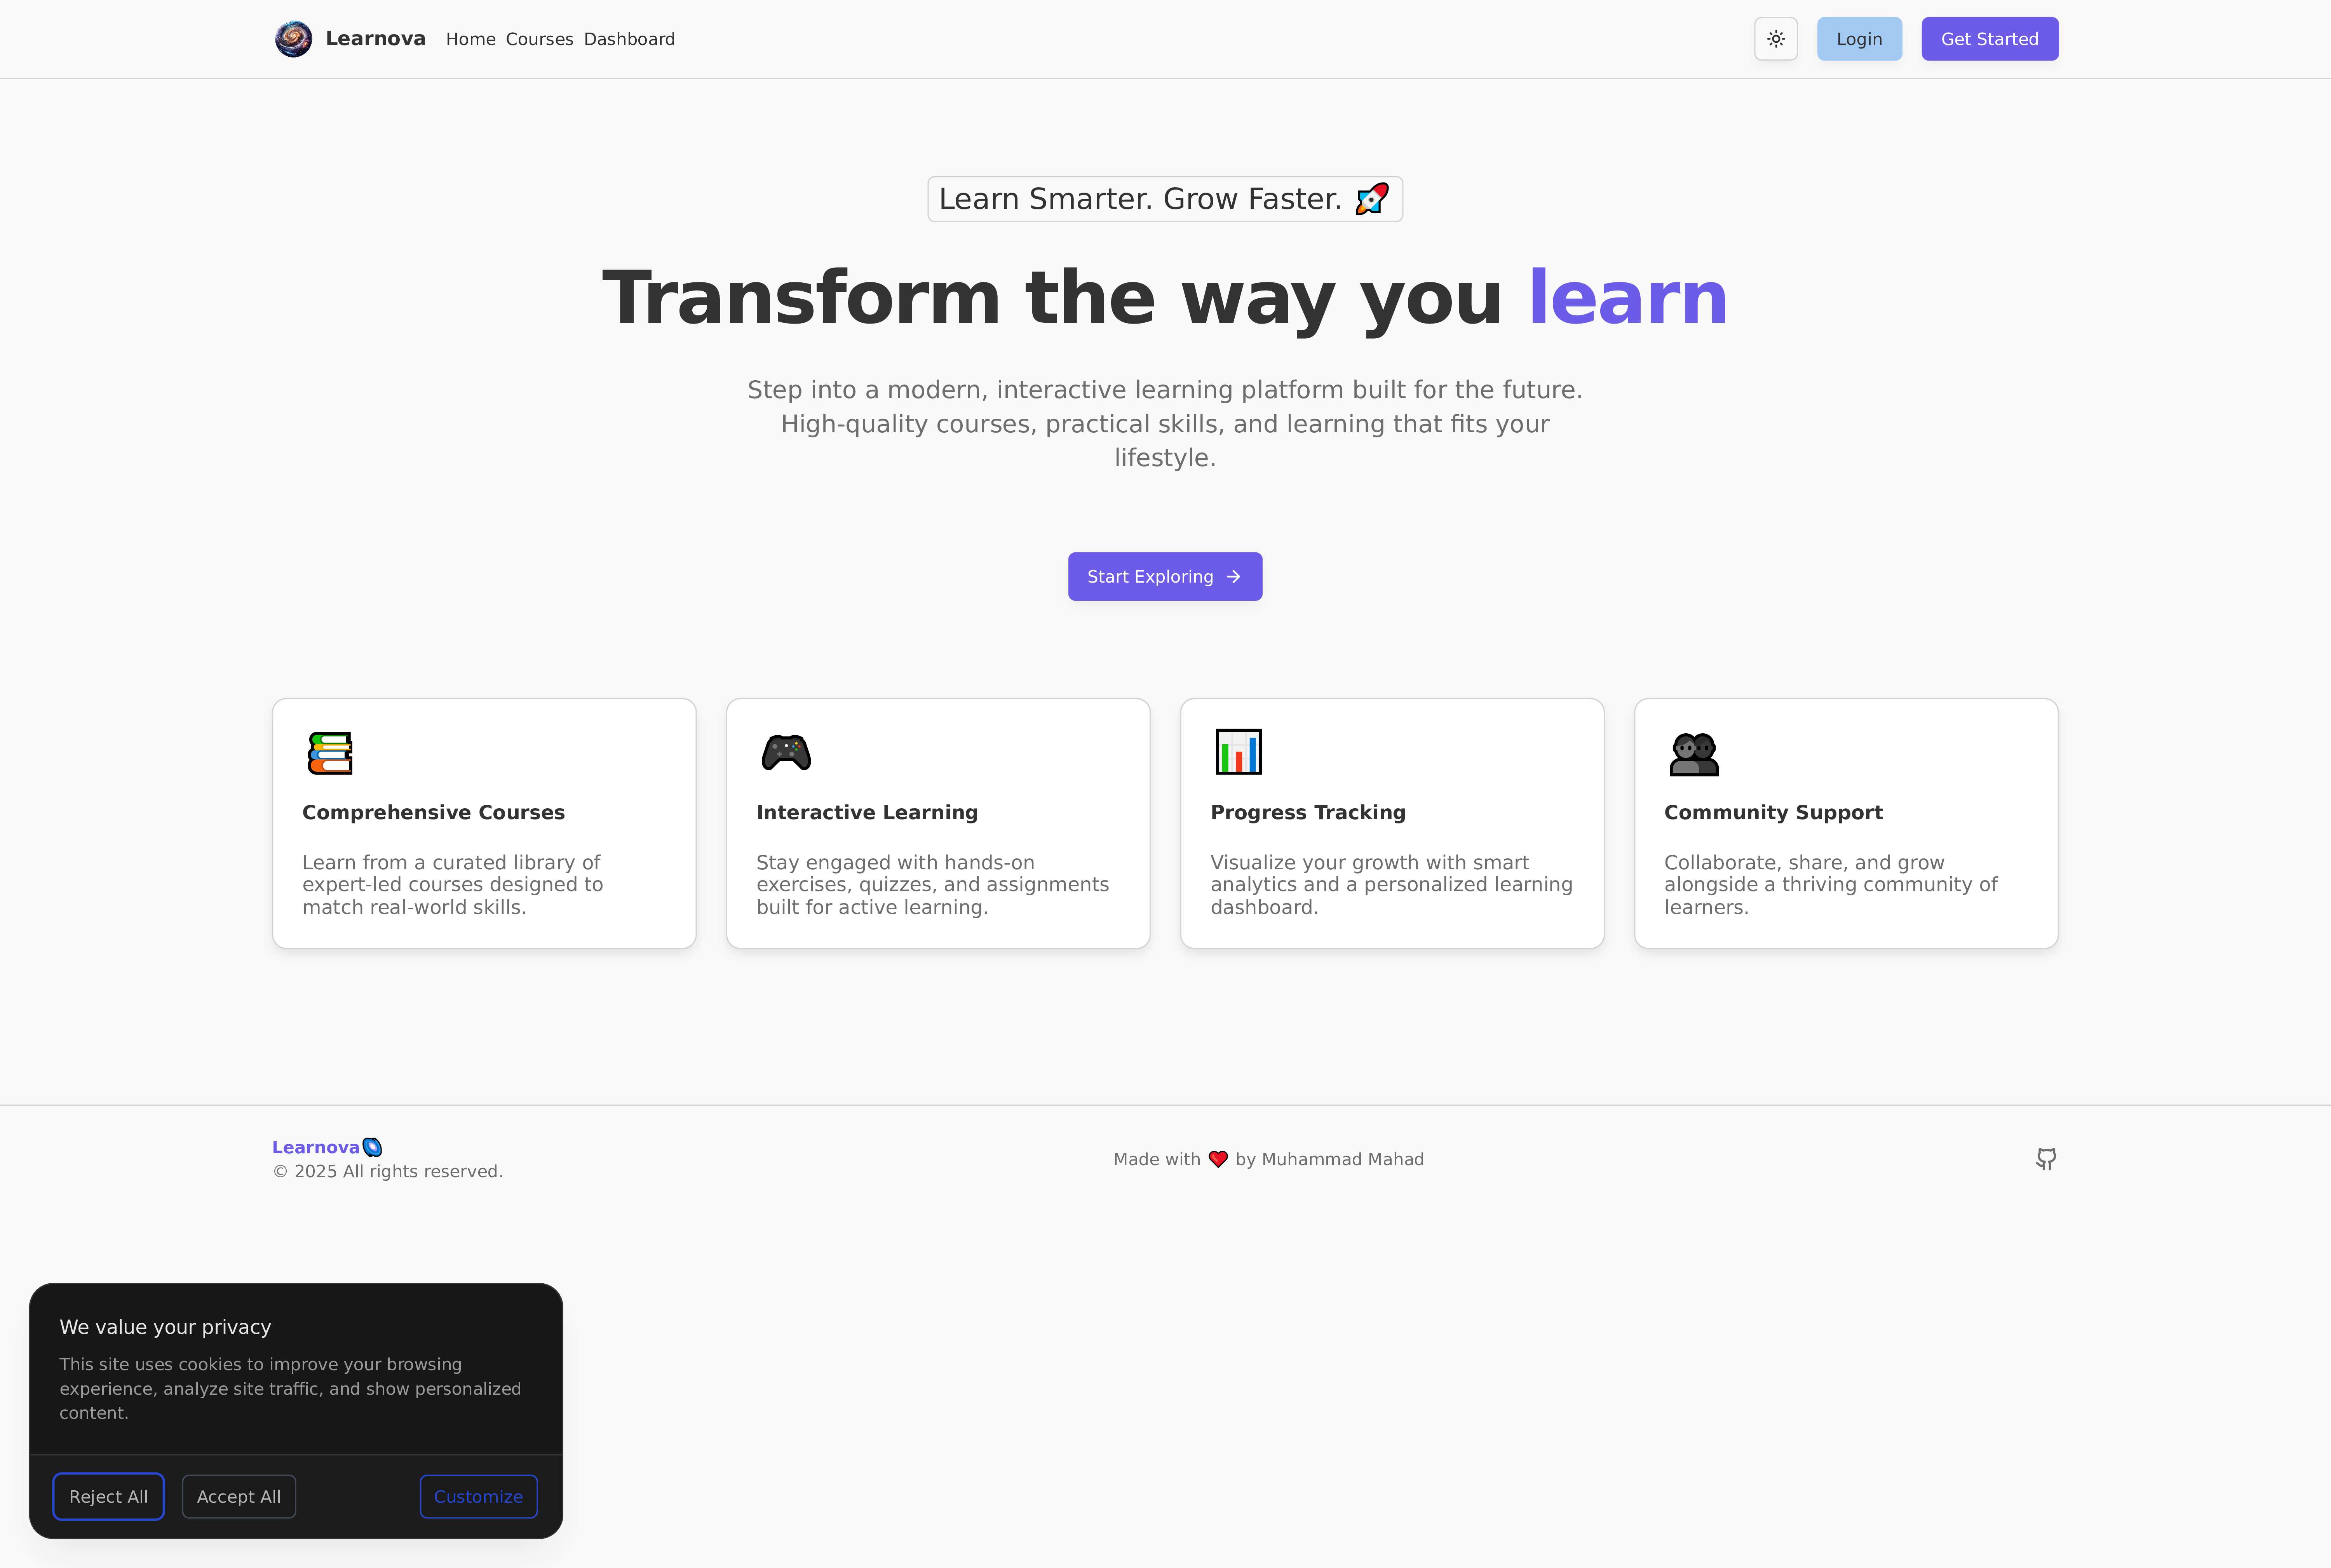 Learnova Home Courses Dashboard Login Get Started
Learn Smarter. Grow Faster. 🚀
Transform the way you learn
Step into a modern, interactive learning platform built for the future.
High-quality courses, practical skills, and learning that fits your
lifestyle.
Start Exploring →
Comprehensive Courses
Learn from a curated library of
expert-led courses designed to
match real-world skills.
Interactive Learning
Stay engaged with hands-on
exercises, quizzes, and assignments
built for active learning.
Progress Tracking
Visualize your growth with smart
analytics and a personalized learning
dashboard.
Community Support
Collaborate, share, and grow
alongside a thriving community of
learners.
Learnova
© 2025 All rights reserved.
Made with ❤️ by Muhammad Mahad
We value your privacy
This site uses cookies to improve your browsing
experience, analyze site traffic, and show personalized
content.
Reject All Accept All Customize